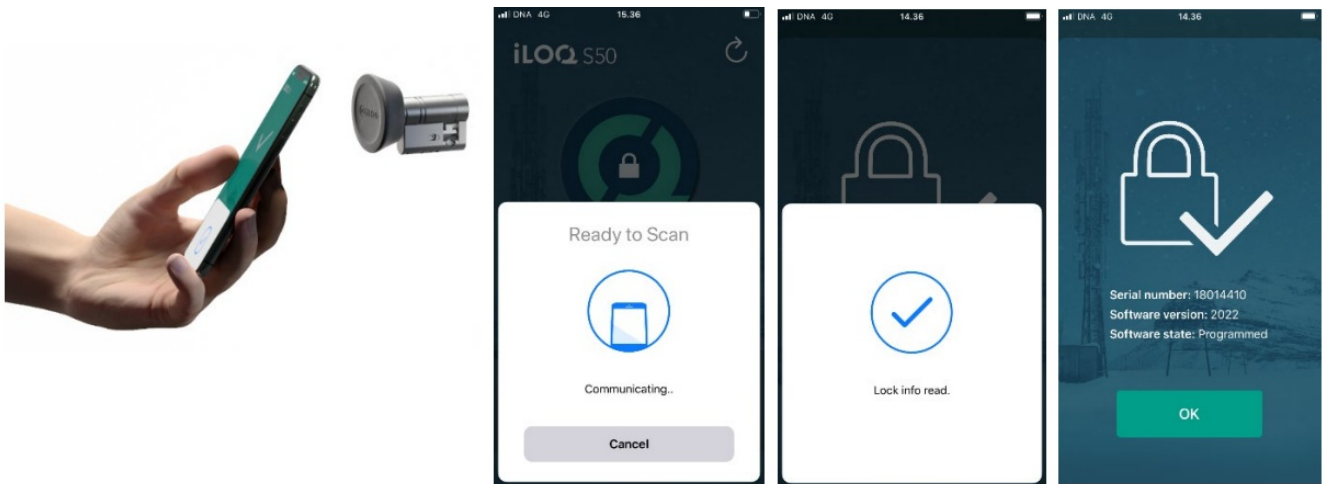 DNA 4G 15.36
iLOQ S50
Ready to Scan
Communicating..
Cancel
DNA 4G 14.36
Lock info read.
DNA 4G 14.36
Serial number: 18014410
Software version: 2022
Software state: Programmed
OK